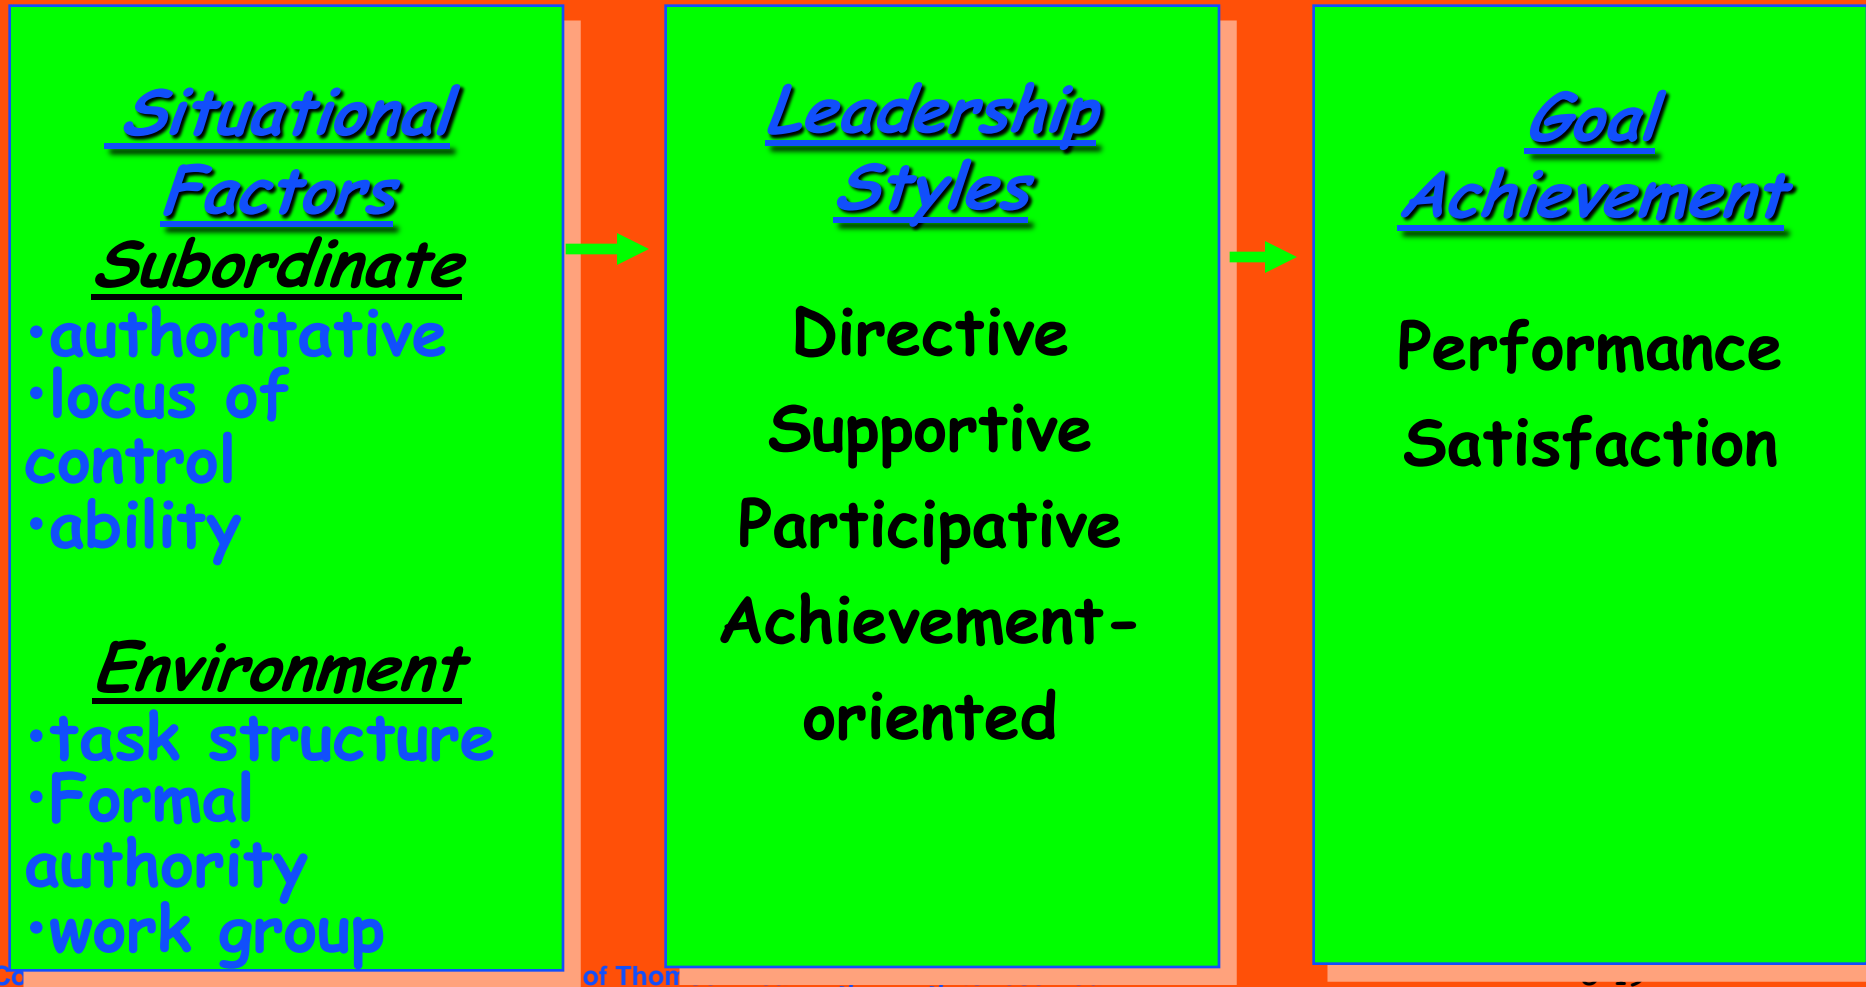 Situational
Factors
Subordinate
•authoritative
•locus of
control
•ability
Environment
•task structure
•Formal
authority
•work group
Leadership
Styles
Directive
Supportive
Participative
Achievement-
oriented
Goal
Achievement
Performance
Satisfaction
of